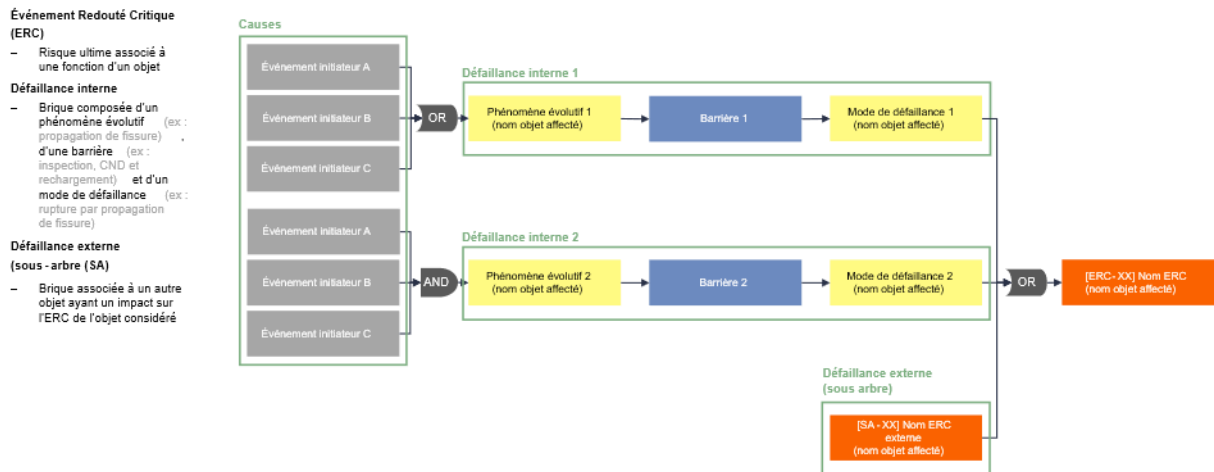 Événement Redouté Critique
(ERC)
– Risque ultime associé à
une fonction d'un objet
Défaillance interne
– Brique composée d'un
phénomène évolutif (ex :
propagation de fissure) ,
d'une barrière (ex :
inspection, CND et
rechargement) et d'un
mode de défaillance (ex :
rupture par propagation
de fissure)
Défaillance externe
(sous - arbre (SA)
– Brique associée à un autre
objet ayant un impact sur
l'ERC de l'objet considéré
Causes
Événement initiateur A
Événement initiateur B
Événement initiateur C
Événement initiateur A
Événement initiateur B
Événement initiateur C
OR
AND
Défaillance interne 1
Phénomène évolutif 1
(nom objet affecté)
Barrière 1
Mode de défaillance 1
(nom objet affecté)
Défaillance interne 2
Phénomène évolutif 2
(nom objet affecté)
Barrière 2
Mode de défaillance 2
(nom objet affecté)
Défaillance externe
(sous arbre)
[SA - XX] Nom ERC
externe
(nom objet affecté)
OR
[ERC- XX] Nom ERC
(nom objet affecté)